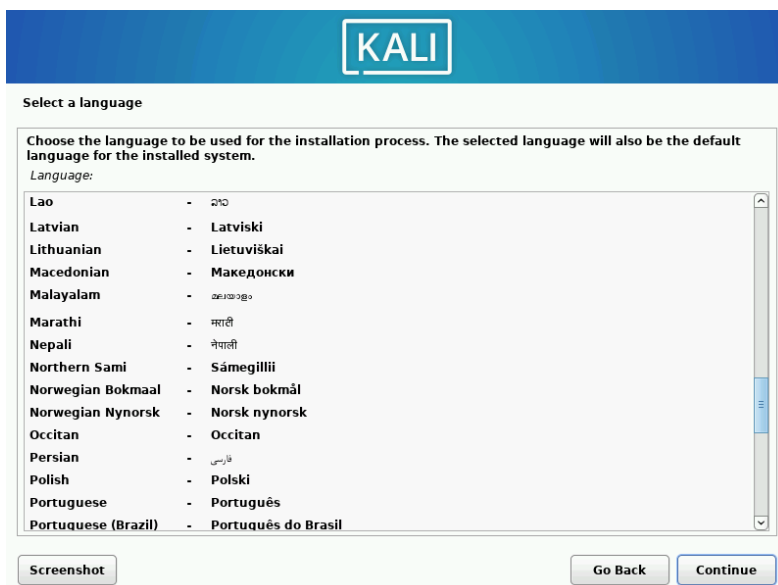 KALI
Select a language
Choose the language to be used for the installation process. The selected language will also be the default
language for the installed system.
Language:
Lao - ລາວ
Latvian - Latviski
Lithuanian - Lietuviškai
Macedonian - Македонски
Malayalam - മലയാളം
Marathi - मराठी
Nepali - नेपाली
Northern Sami - Sámegillii
Norwegian Bokmaal - Norsk bokmål
Norwegian Nynorsk - Norsk nynorsk
Occitan - Occitan
Persian - فارسی
Polish - Polski
Portuguese - Português
Portuguese (Brazil) - Português do Brasil
Screenshot
Go Back
Continue